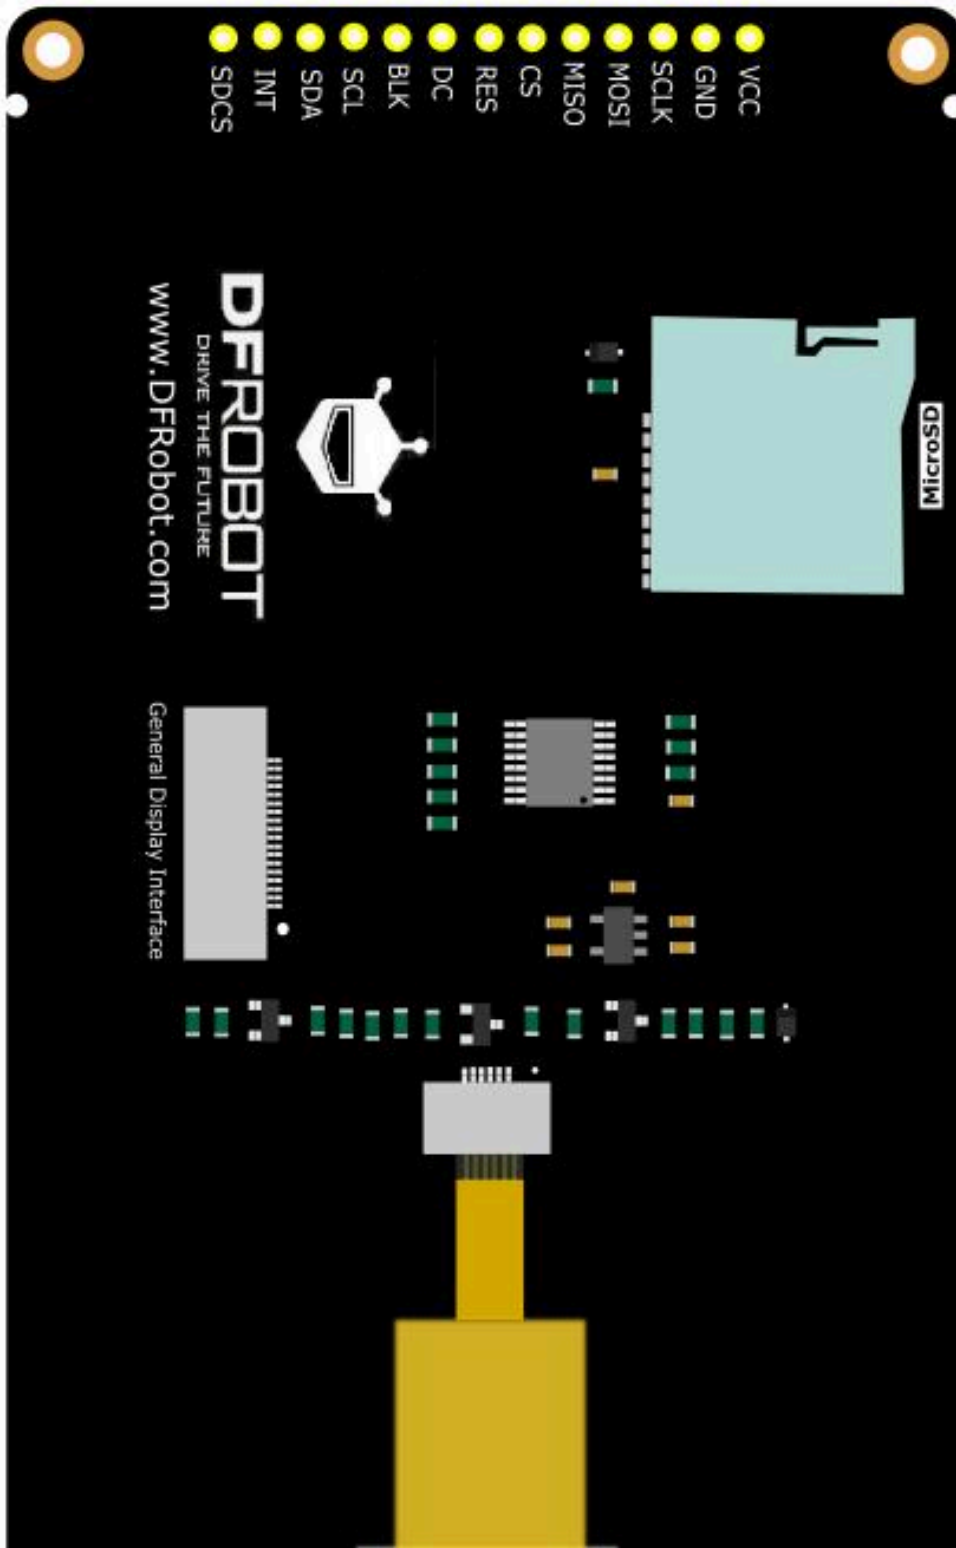 SDCS
INT
SDA
SCL
BLK
DC
RES
CS
MISO
MOSI
SCLK
GND
VCC
DFROBOT
DRIVE THE FUTURE
www.DFRobot.com
MicroSD
General Display Interface